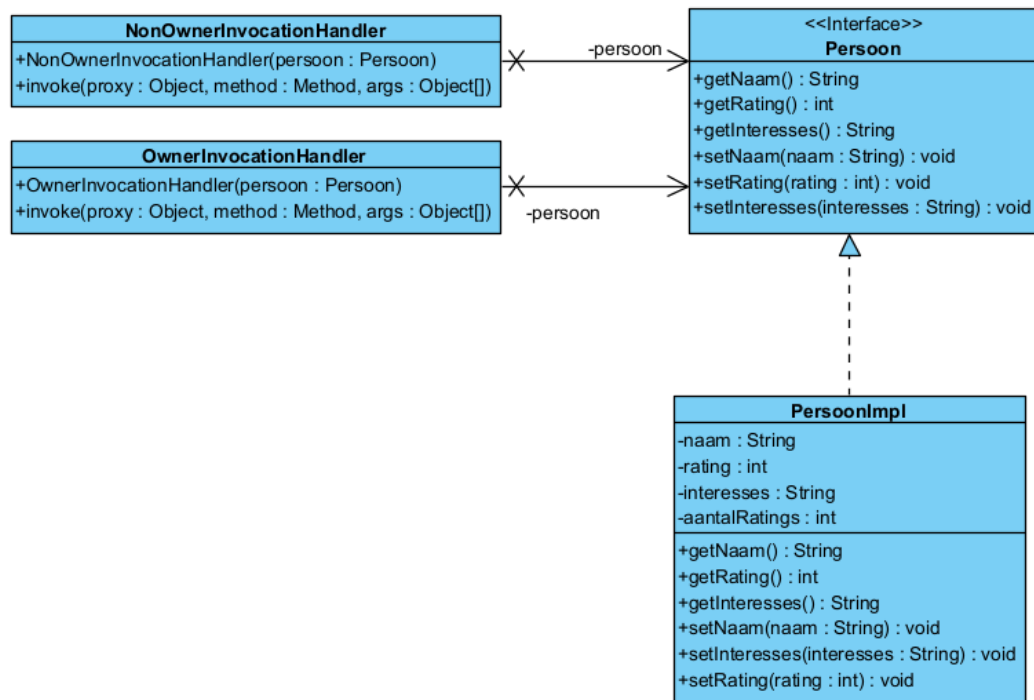 NonOwnerInvocationHandler
+NonOwnerInvocationHandler(persoon : Persoon)
+invoke(proxy : Object, method : Method, args : Object[])
-persoon
<<Interface>>
Persoon
+getNaam() : String
+getRating() : int
+getInteresses() : String
+setNaam(naam : String) : void
+setRating(rating : int) : void
+setInteresses(interesses : String) : void
OwnerInvocationHandler
+OwnerInvocationHandler(persoon : Persoon)
+invoke(proxy : Object, method : Method, args : Object[])
-persoon
PersoonImpl
-naam : String
-rating : int
-interesses : String
-aantalRatings : int
+getNaam() : String
+getRating() : int
+getInteresses() : String
+setNaam(naam : String) : void
+setInteresses(interesses : String) : void
+setRating(rating : int) : void